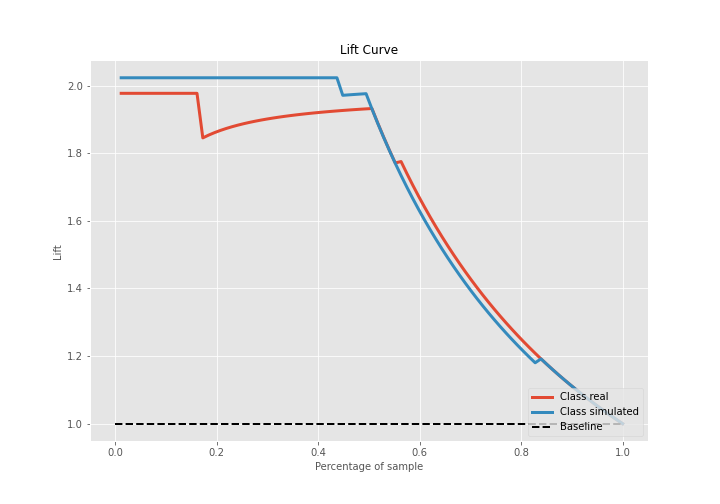 Lift Curve
2.0
1.8
1.6
1.4
1.2
1.0
Lift
0.0 0.2 0.4 0.6 0.8 1.0
Percentage of sample
Class real
Class simulated
Baseline